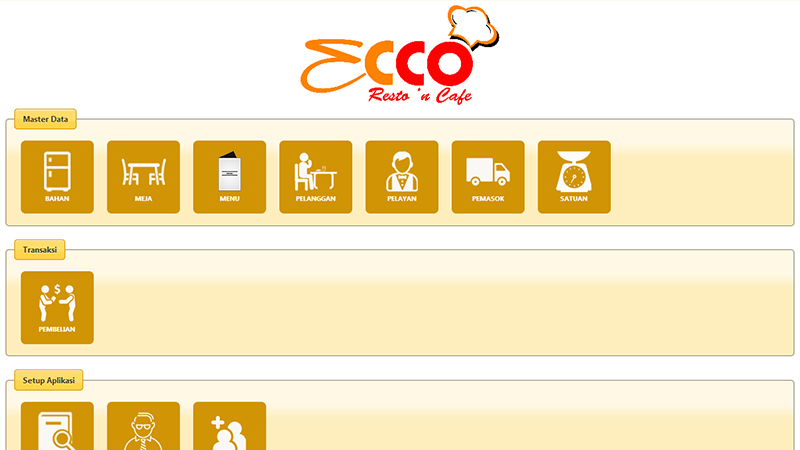 ECCO
Resto 'n Cafe
Master Data
BAHAN
MEJA
MENU
PELANGGAN
PELAYAN
PEMASOK
SATUAN
Transaksi
$
PEMBELIAN
Setup Aplikasi